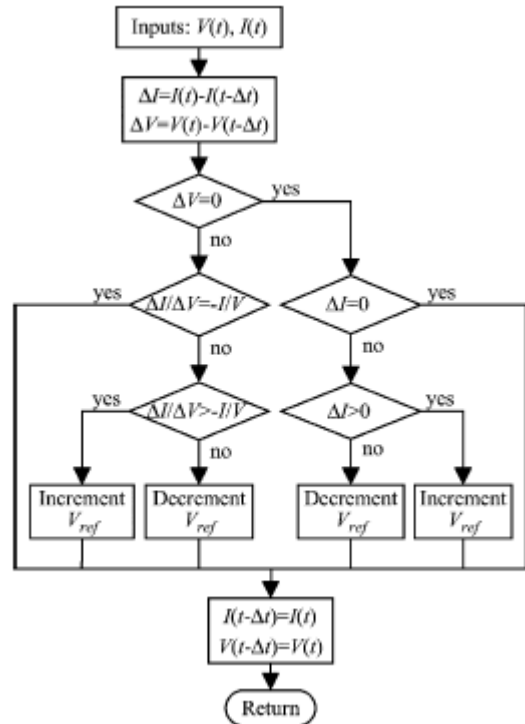 Inputs: V(t), I(t)
ΔI=I(t)-I(t-Δt)
ΔV=V(t)-V(t-Δt)
ΔV=0
yes
no
yes
ΔI/ΔV=-I/V
ΔI=0
yes
no
no
yes
ΔI/ΔV>-I/V
ΔI>0
yes
no
no
Increment
Vref
Decrement
Vref
Decrement
Vref
Increment
Vref
I(t-Δt)=I(t)
V(t-Δt)=V(t)
Return